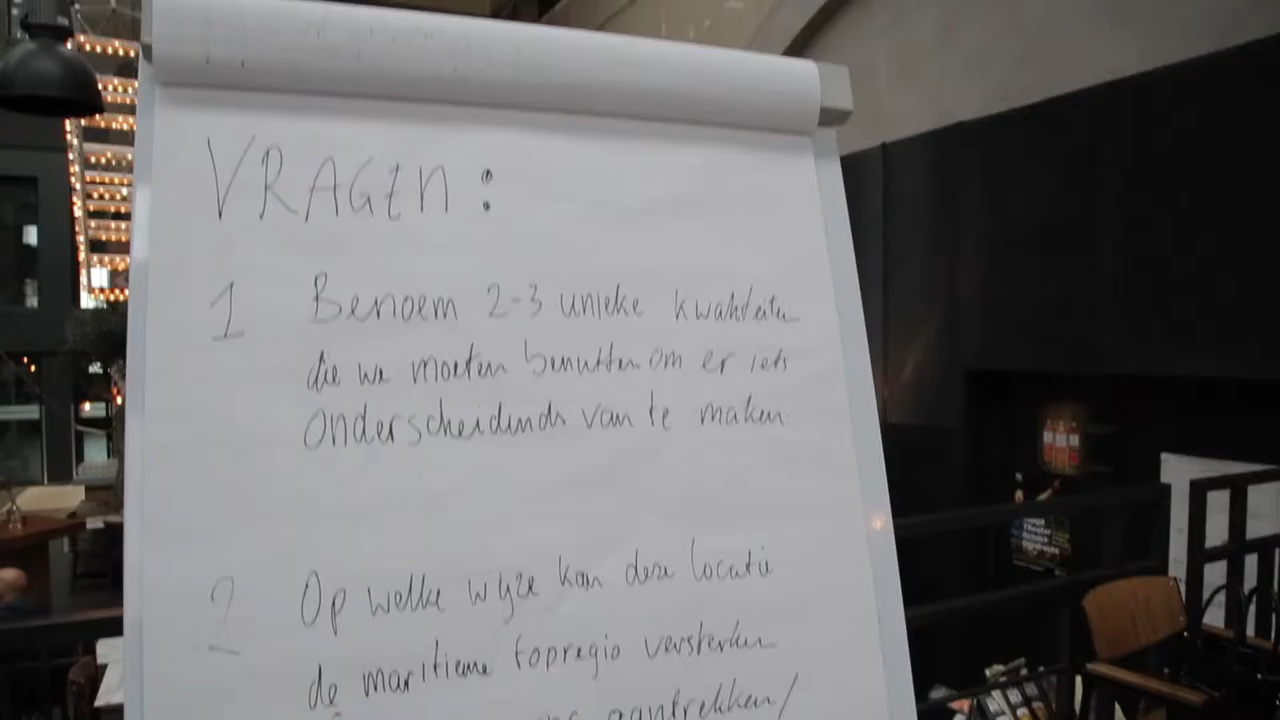 VRAGEN:
1 Benoem 2-3 unieke kwaliteiten
die we moeten benutten om er iets
onderscheidends van te maken
2 Op welke wijze kan deze locatie
de maritieme topregio versterken
aantrekken/